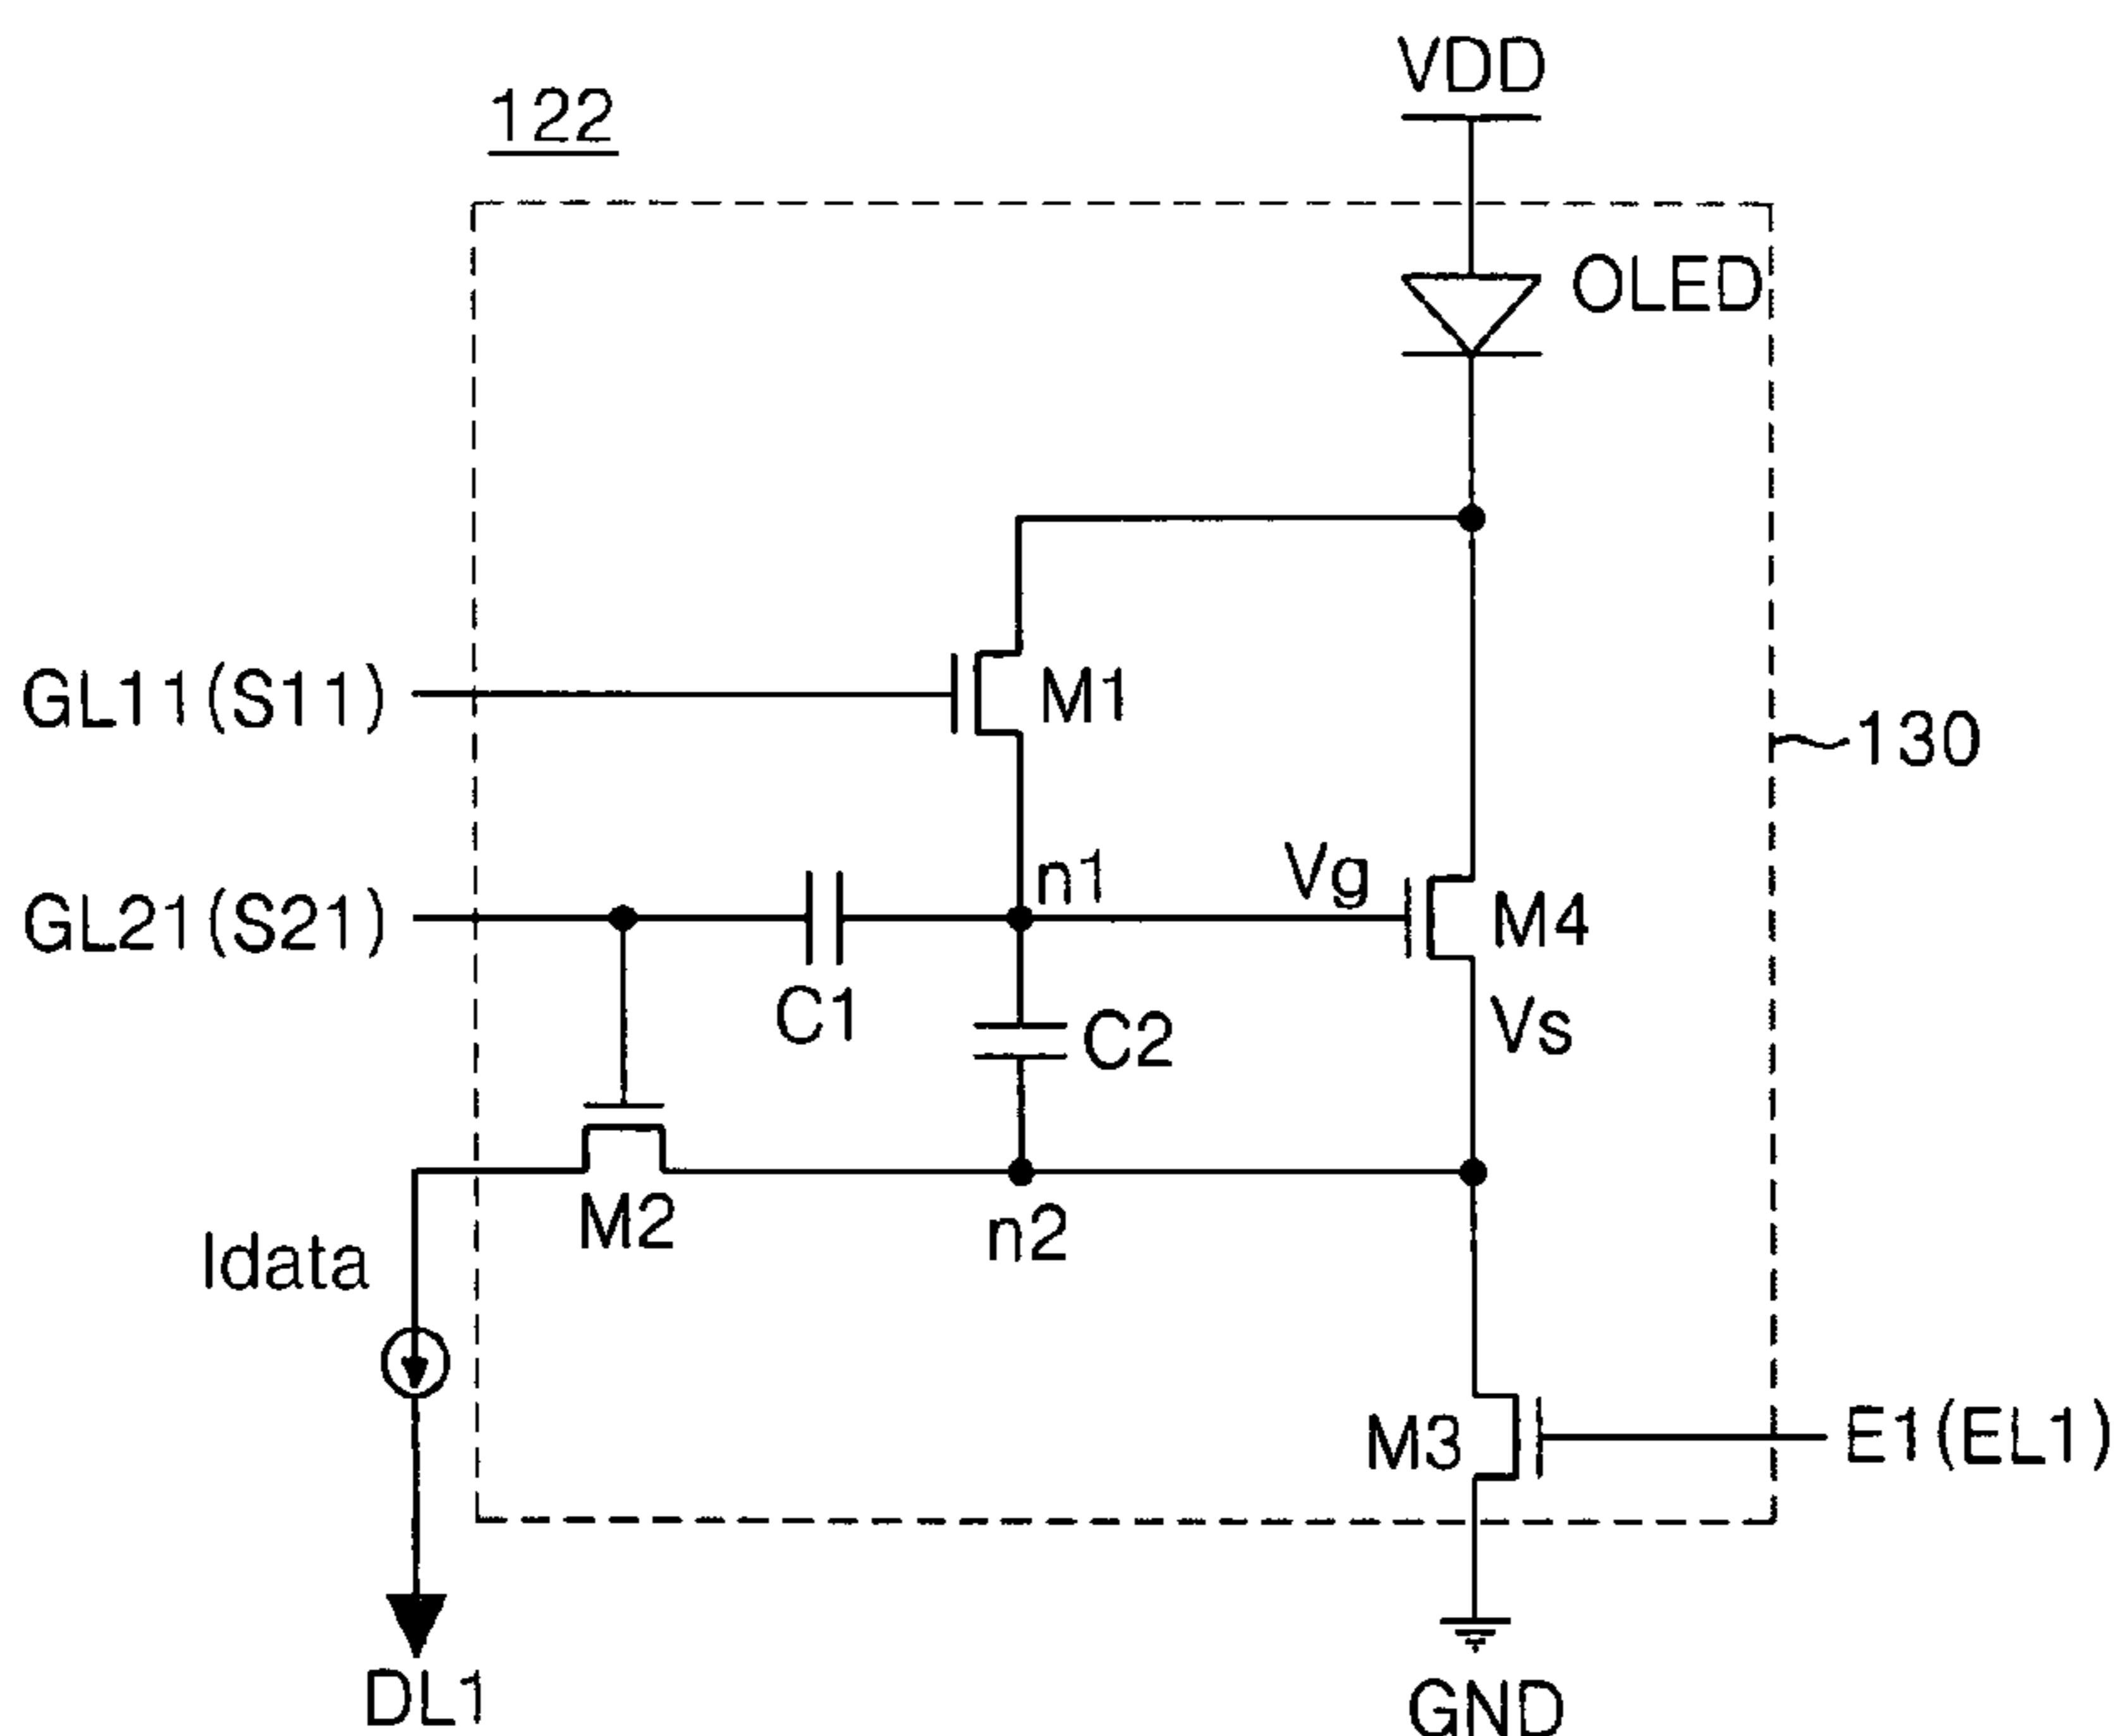 VDD
122
OLED
GL11(S11)
M1
130
n1
Vg
GL21(S21)
M4
C1
C2
Vs
M2
n2
Idata
M3
E1(EL1)
DL1
GND